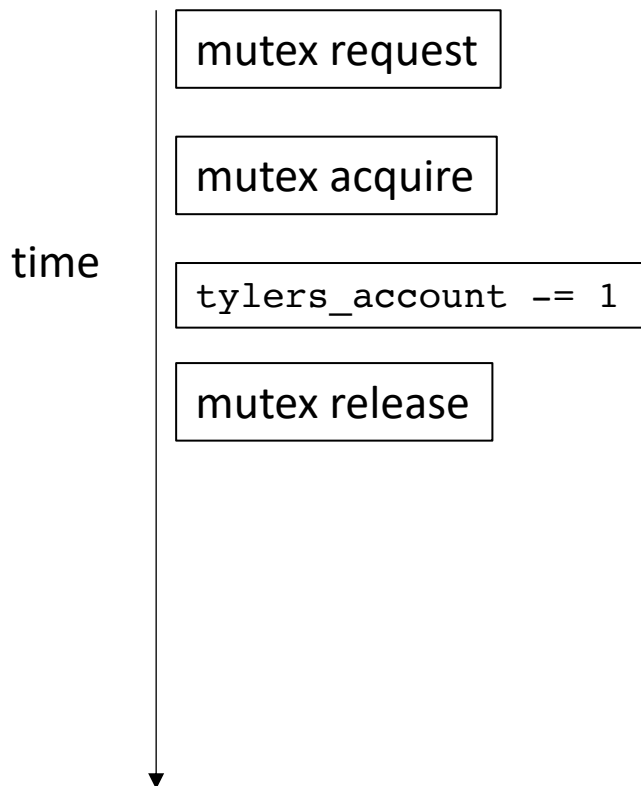 mutex request
mutex acquire
time
tylers_account -= 1
mutex release